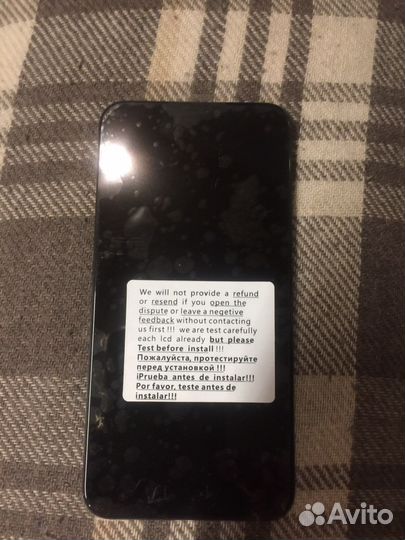 We will not provide a refund
or resend if you open the
dispute or leave a negetive
feedback without contacting
us first !!! we are test carefully
each lcd already but please
Test before install !!!
Пожалуйста, протестируйте
перед установкой !!!
iPrueba antes de instalar!!!
Por favor, teste antes de
instalar!!!
Avito